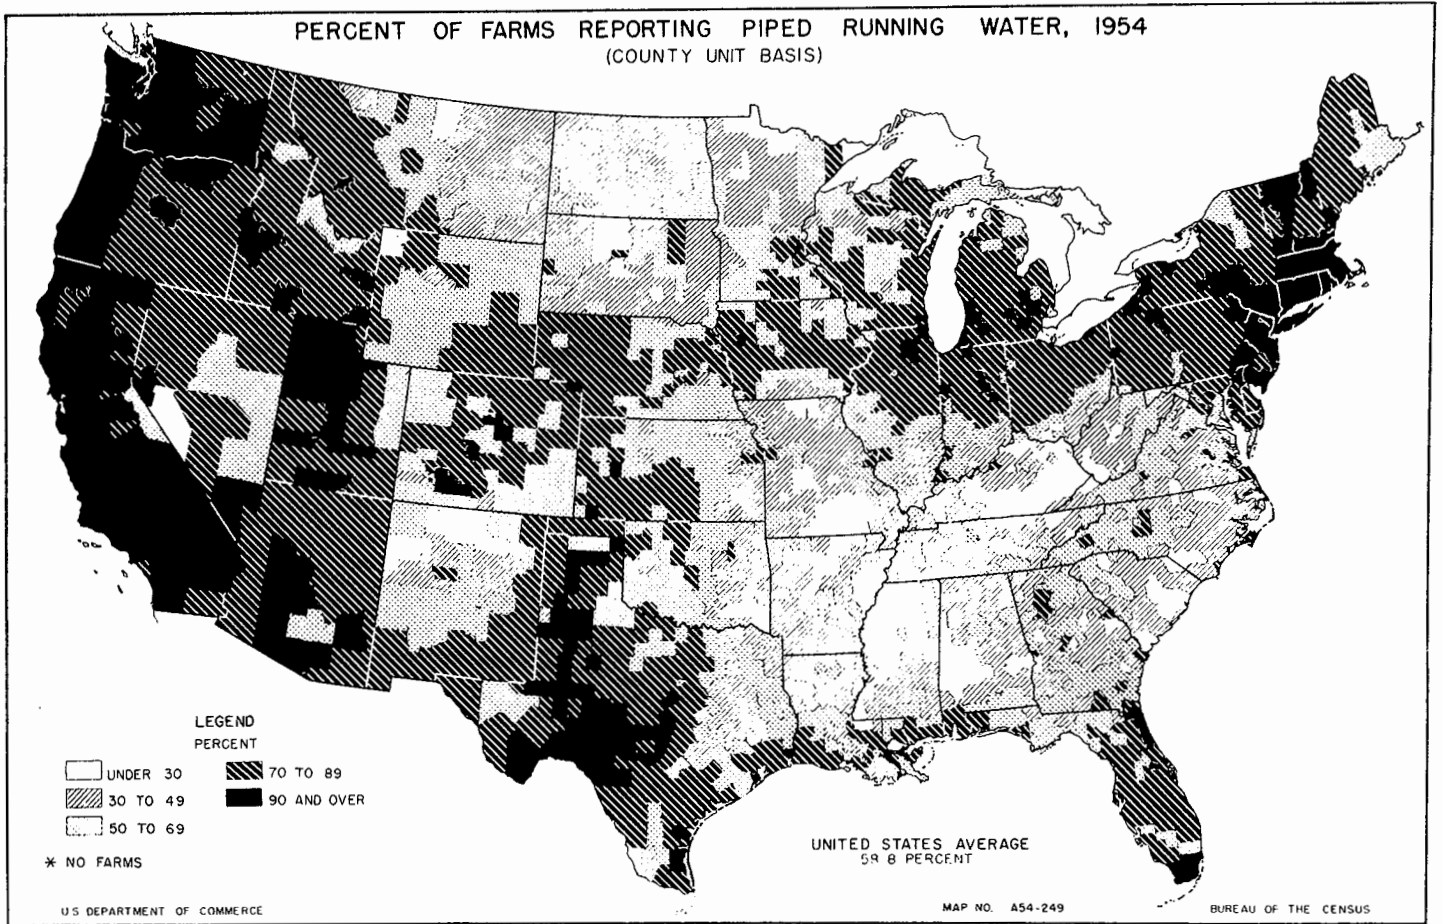 PERCENT OF FARMS REPORTING PIPED RUNNING WATER, 1954
(COUNTY UNIT BASIS)
LEGEND
PERCENT
UNDER 30
30 TO 49
50 TO 69
70 TO 89
90 AND OVER
* NO FARMS
UNITED STATES AVERAGE
58 8 PERCENT
US DEPARTMENT OF COMMERCE
MAP NO. A54-249
BUREAU OF THE CENSUS